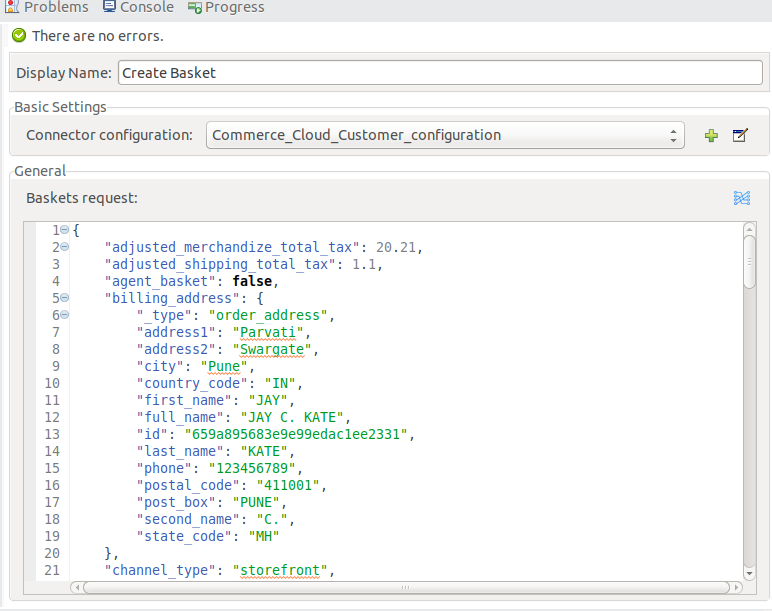 Problems Console Progress
There are no errors.
Display Name: Create Basket
Basic Settings
Connector configuration: Commerce_Cloud_Customer_configuration
General
Baskets request:
1 {
2 "adjusted_merchandize_total_tax": 20.21,
3 "adjusted_shipping_total_tax": 1.1,
4 "agent_basket": false,
5 "billing_address": {
6 "_type": "order_address",
7 "address1": "Parvati",
8 "address2": "Swargate",
9 "city": "Pune",
10 "country_code": "IN",
11 "first_name": "JAY",
12 "full_name": "JAY C. KATE",
13 "id": "659a895683e9e99edac1ee2331",
14 "last_name": "KATE",
15 "phone": "123456789",
16 "postal_code": "411001",
17 "post_box": "PUNE",
18 "second_name": "C.",
19 "state_code": "MH"
20 },
21 "channel_type": "storefront",